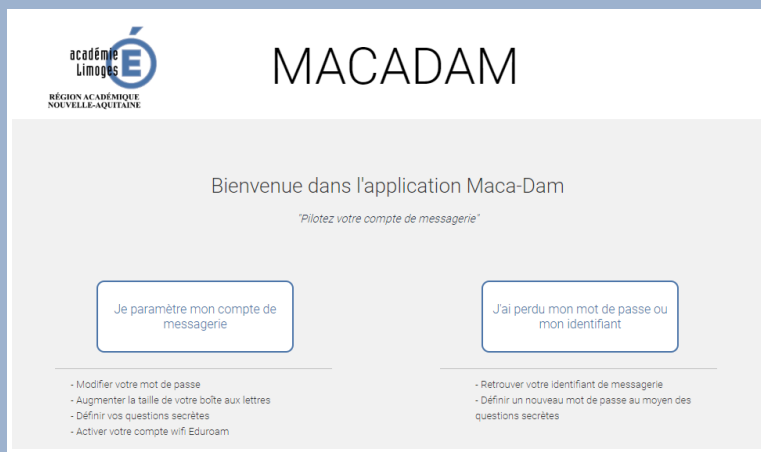 académie
Limoges
RÉGION ACADÉMIQUE
NOUVELLE-AQUITAINE
MACADAM
Bienvenue dans l'application Maca-Dam
"Pilotez votre compte de messagerie"
Je paramètre mon compte de
messagerie
- Modifier votre mot de passe
- Augmenter la taille de votre boîte aux lettres
- Définir vos questions secrètes
- Activer votre compte wifi Eduroam
J'ai perdu mon mot de passe ou
mon identifiant
- Retrouver votre identifiant de messagerie
- Définir un nouveau mot de passe au moyen des
questions secrètes